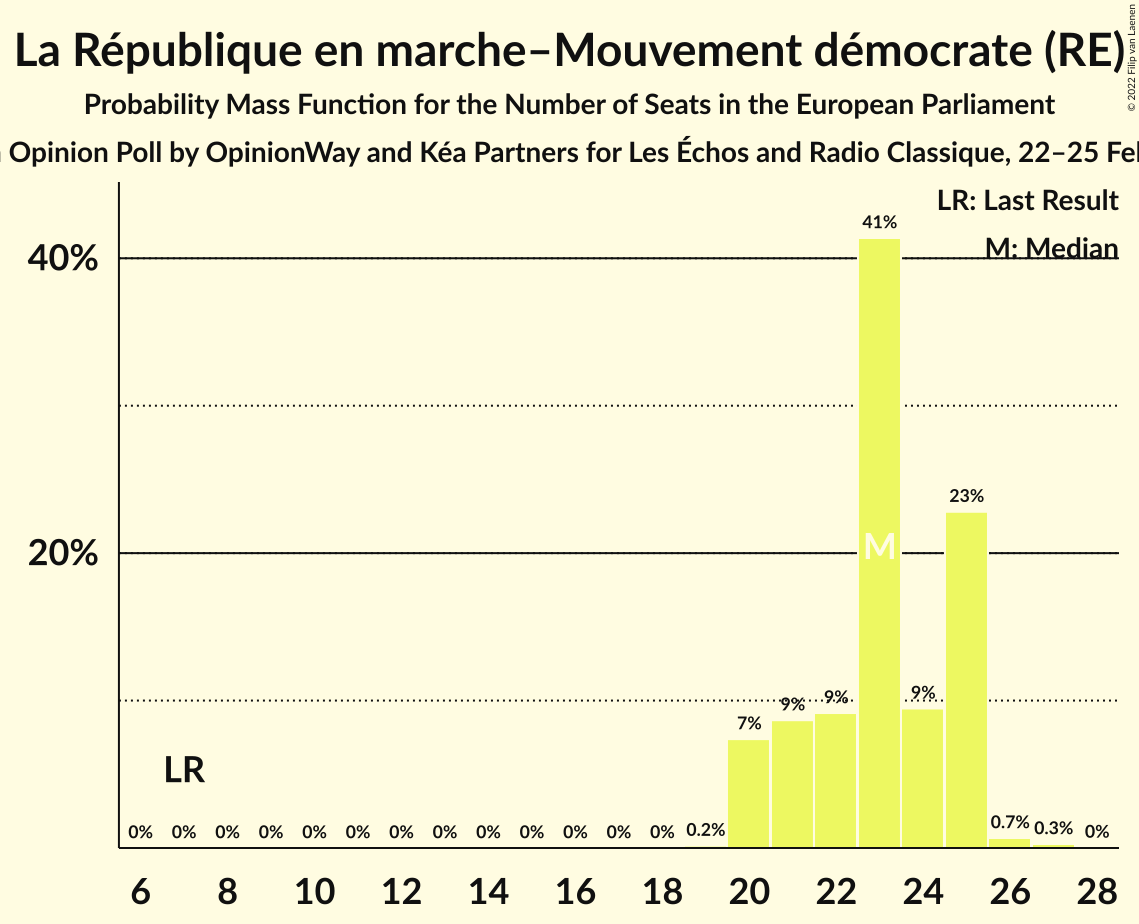 La République en marche–Mouvement démocrate (RE)
© 2022 Filip van Laenen
Probability Mass Function for the Number of Seats in the European Parliament
Opinion Poll by OpinionWay and Kéa Partners for Les Échos and Radio Classique, 22–25
LR: Last Result
M: Median
41%
40%
23%
20%
M
9% 9% 9%
7%
LR
0% 0% 0% 0% 0% 0% 0% 0% 0% 0% 0% 0% 0% 0.2% 0.7% 0.3% 0%
6 8 10 12 14 16 18 20 22 24 26 28